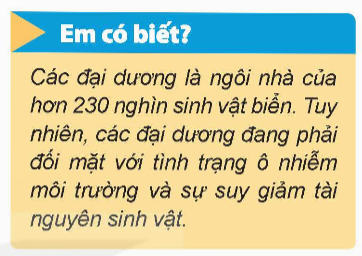 Em có biết?
Các đại dương là ngôi nhà của
hơn 230 nghìn sinh vật biển. Tuy
nhiên, các đại dương đang phải
đối mặt với tình trạng ô nhiễm
môi trường và sự suy giảm tài
nguyên sinh vật.